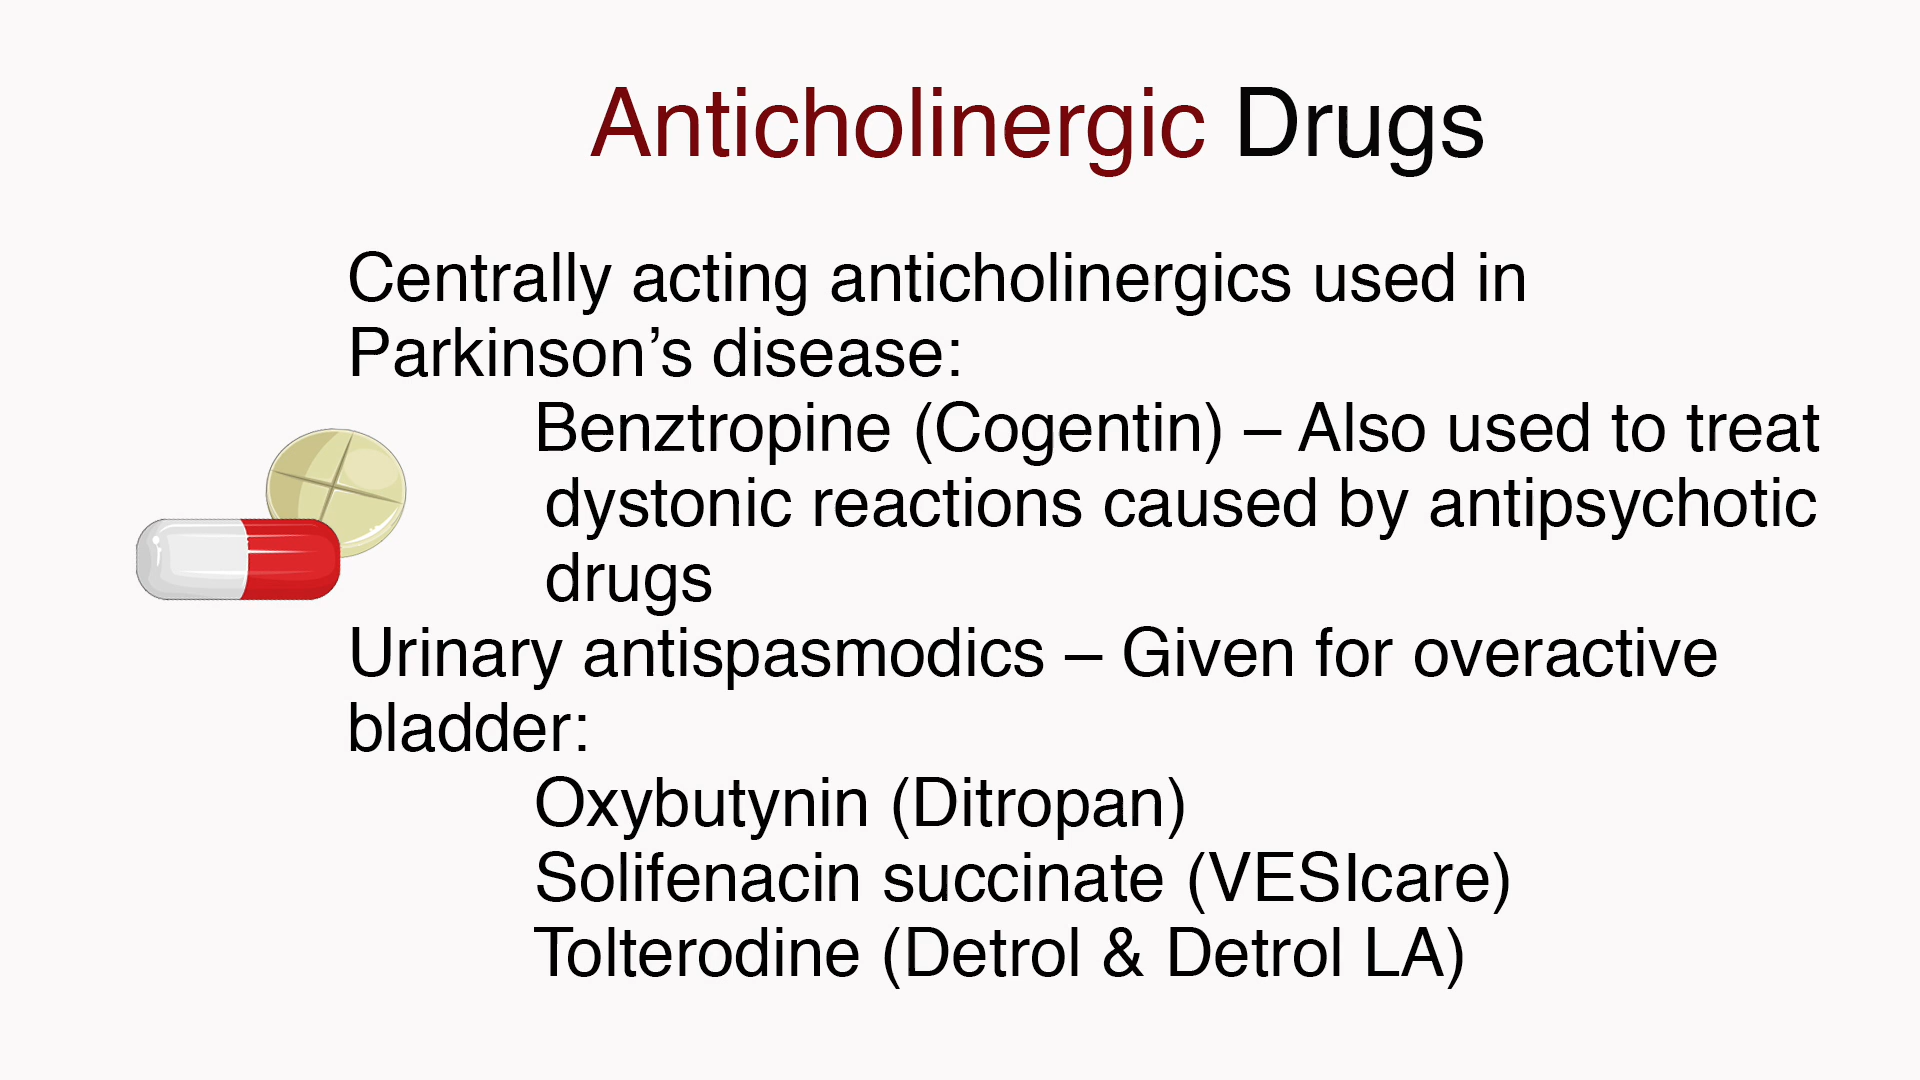 Anticholinergic Drugs
Centrally acting anticholinergics used in
Parkinson’s disease:
Benztropine (Cogentin) – Also used to treat
dystonic reactions caused by antipsychotic
drugs
Urinary antispasmodics – Given for overactive
bladder:
Oxybutynin (Ditropan)
Solifenacin succinate (VESIcare)
Tolterodine (Detrol & Detrol LA)